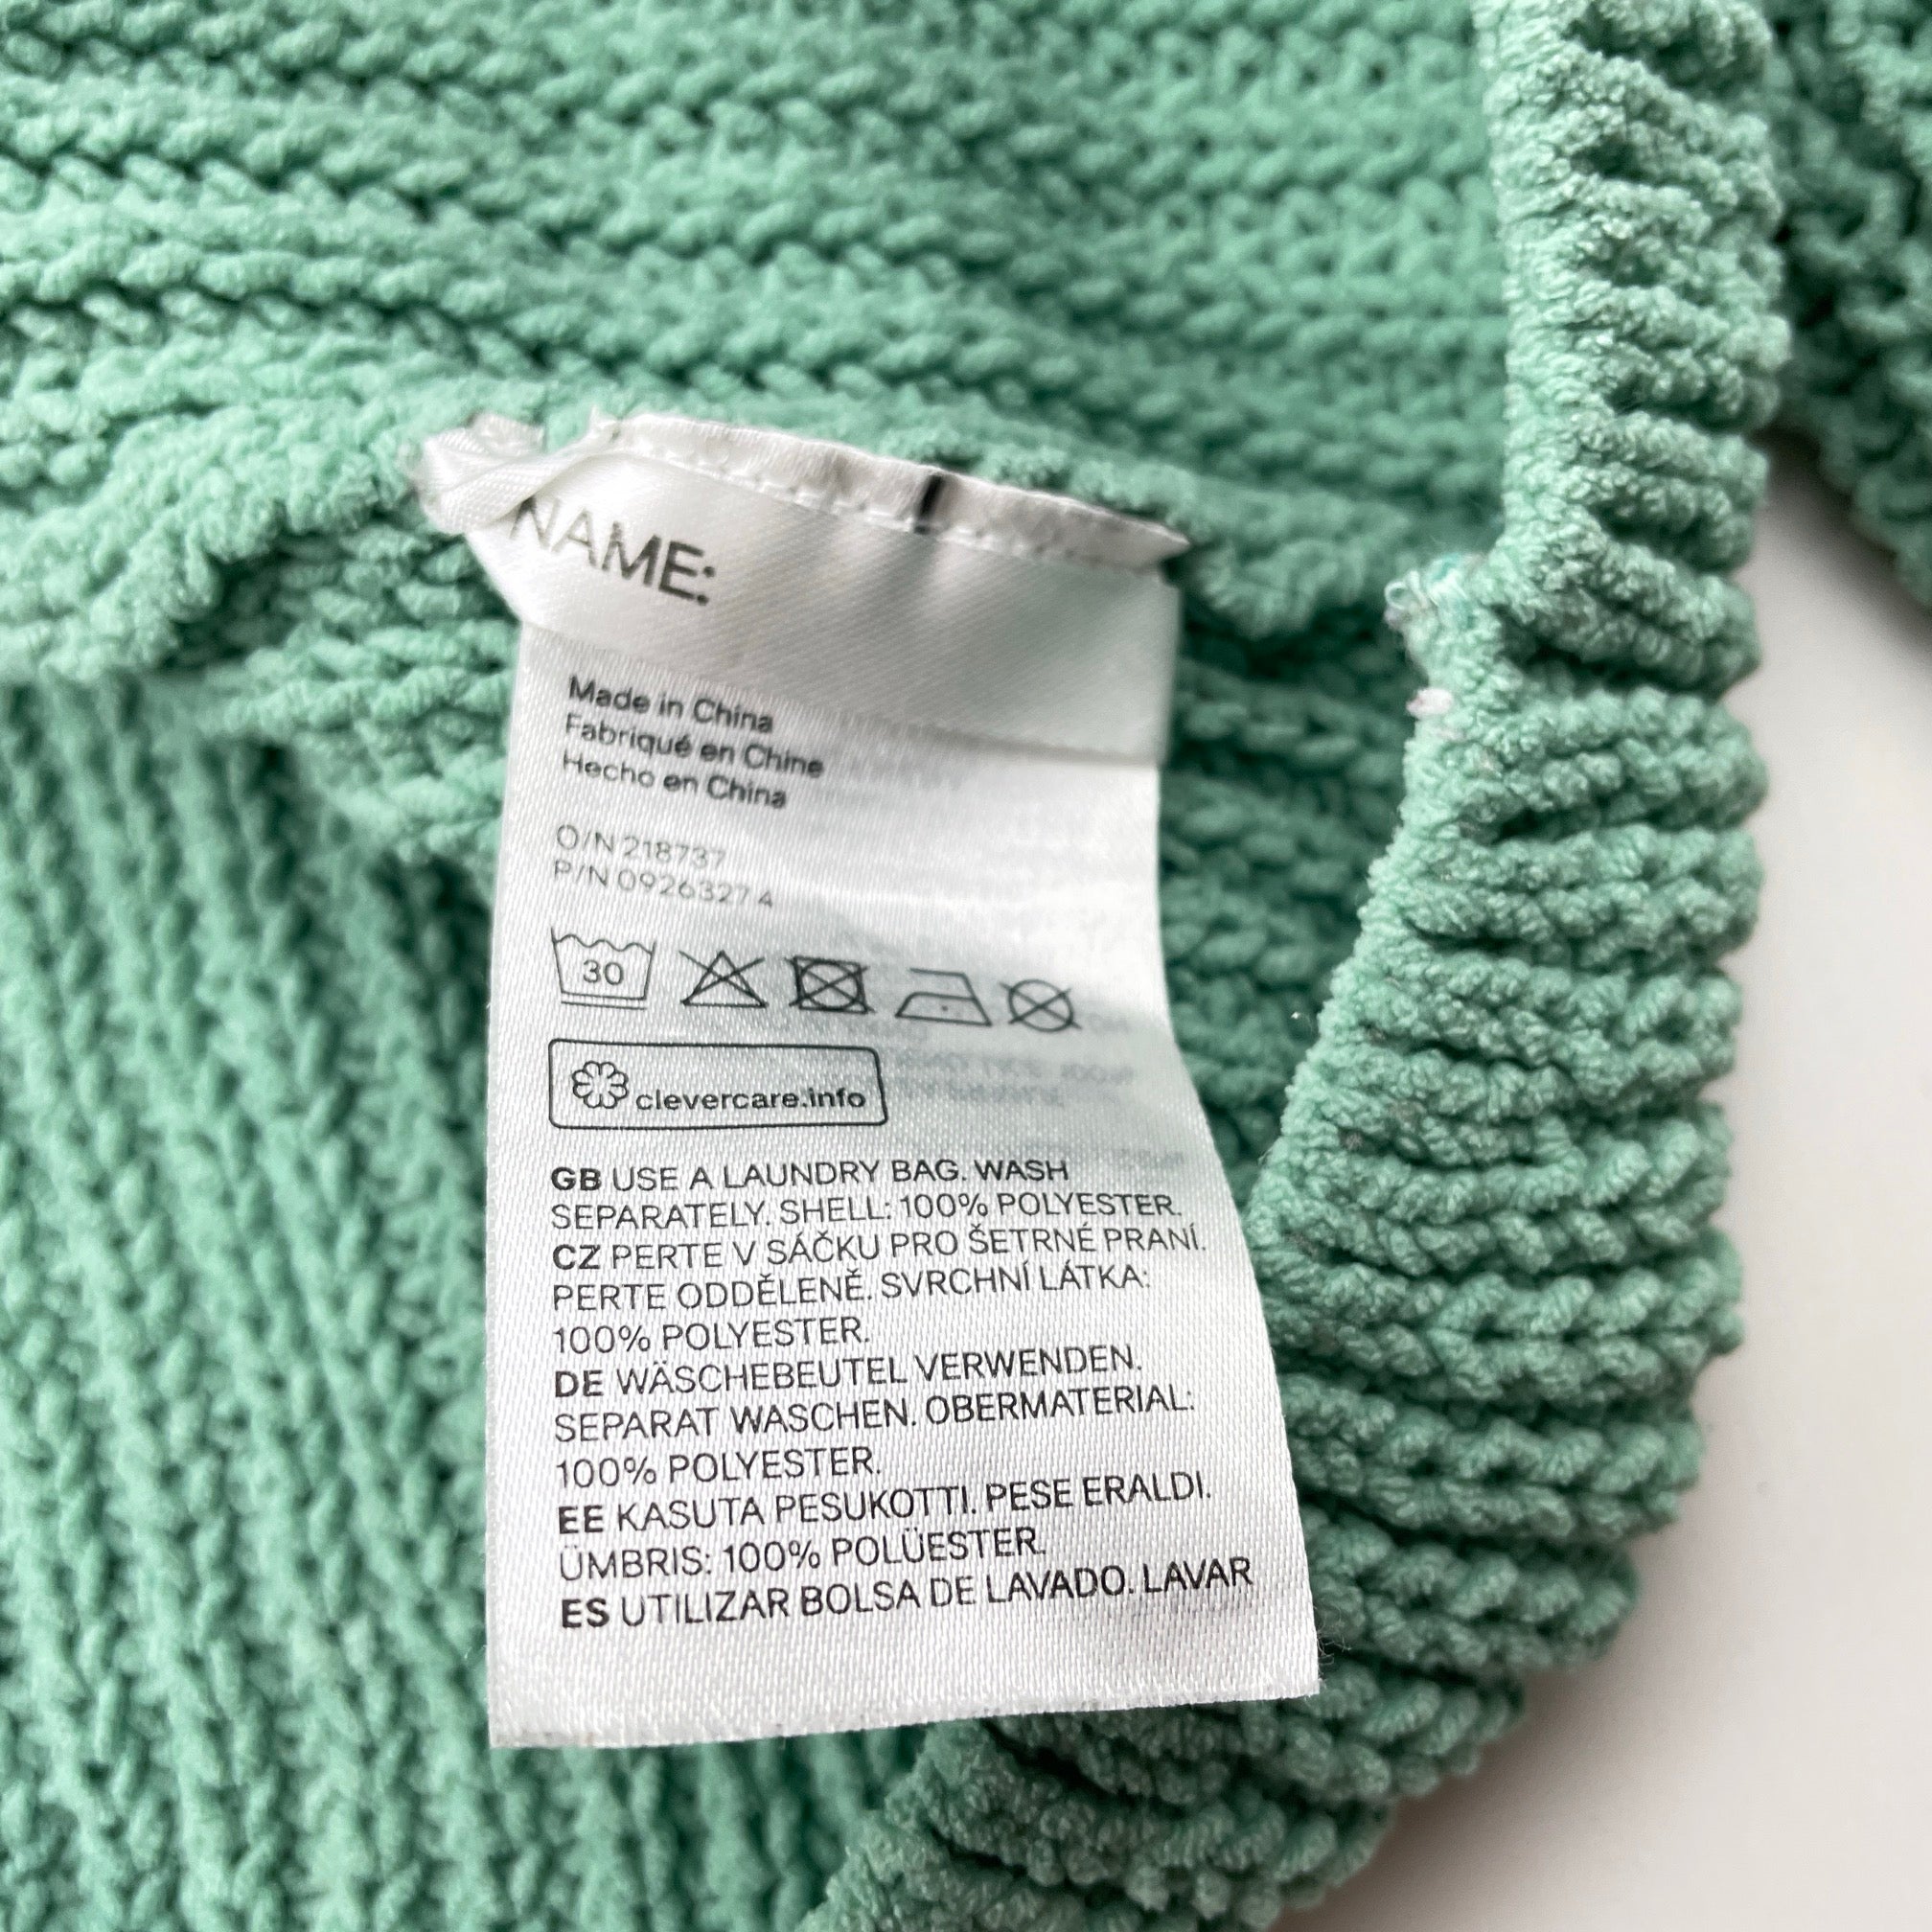 NAME:
Made in China
Fabriqué en Chine
Hecho en China
O/N 218737
P/N 09263274
30
clevercare.info
GB USE A LAUNDRY BAG. WASH
SEPARATELY. SHELL: 100% POLYESTER.
CZ PERTE V SÁČKU PRO ŠETRNÉ PRANÍ.
PERTE ODDĚLENĚ. SVRCHNÍ LÁTKA:
100% POLYESTER.
DE WÄSCHEBEUTEL VERWENDEN.
SEPARAT WASCHEN. OBERMATERIAL:
100% POLYESTER.
EE KASUTA PESUKOTTI. PESE ERALDI.
ÜMBRIS: 100% POLÜESTER.
ES UTILIZAR BOLSA DE LAVADO. LAVAR